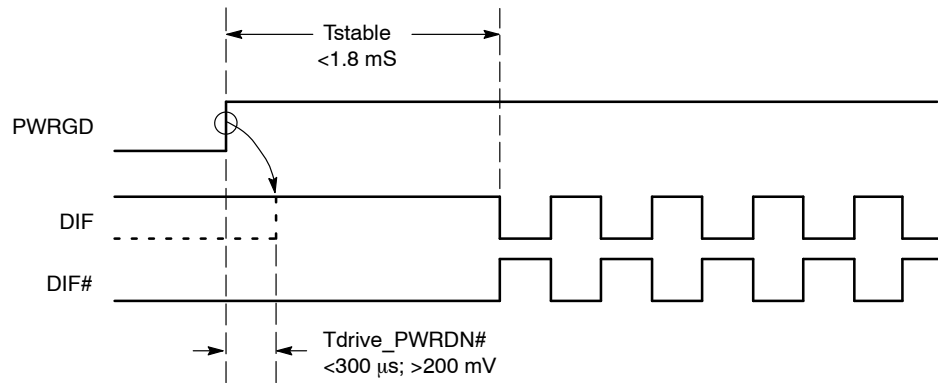 Tstable
<1.8 mS
PWRGD
DIF
DIF#
Tdrive_PWRDN#
<300 μs; >200 mV